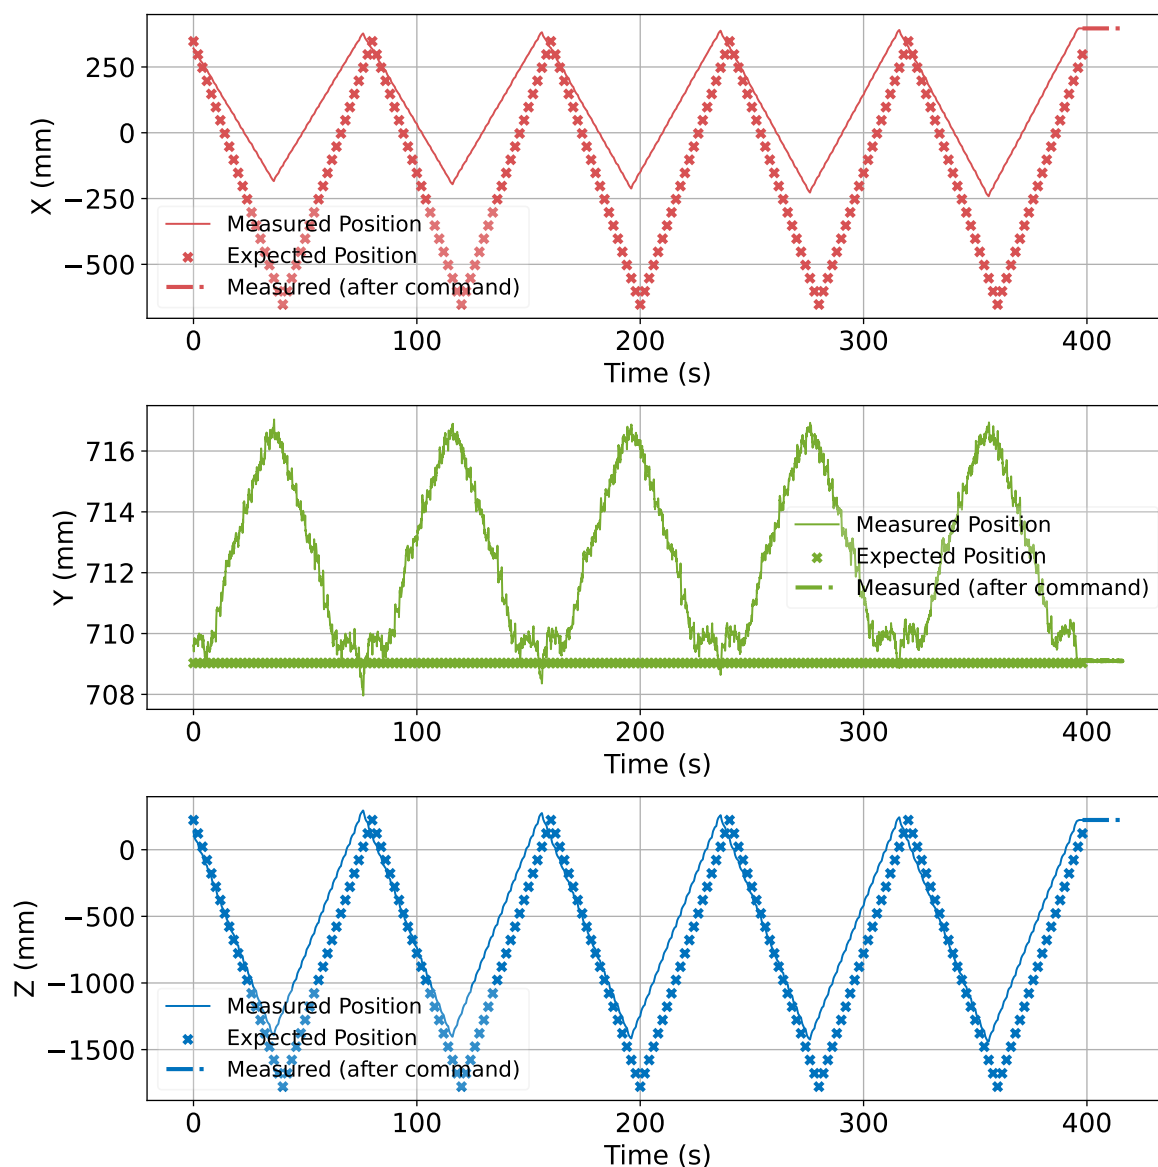 250
0
−250
−500
X (mm)
Measured Position
Expected Position
Measured (after command)
0 100 200 300 400
Time (s)
716
714
712
710
708
Y (mm)
Measured Position
Expected Position
Measured (after command)
0 100 200 300 400
Time (s)
0
−500
−1000
−1500
Z (mm)
Measured Position
Expected Position
Measured (after command)
0 100 200 300 400
Time (s)